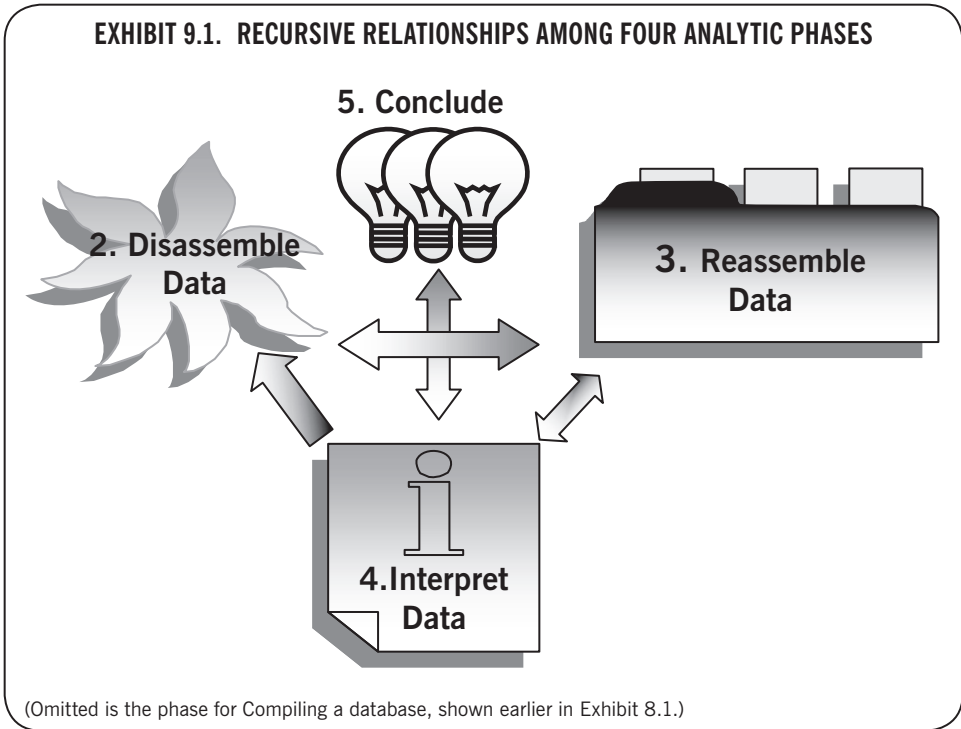 EXHIBIT 9.1. RECURSIVE RELATIONSHIPS AMONG FOUR ANALYTIC PHASES
5. Conclude
2. Disassemble
Data
3. Reassemble
Data
i
4.Interpret
Data
(Omitted is the phase for Compiling a database, shown earlier in Exhibit 8.1.)